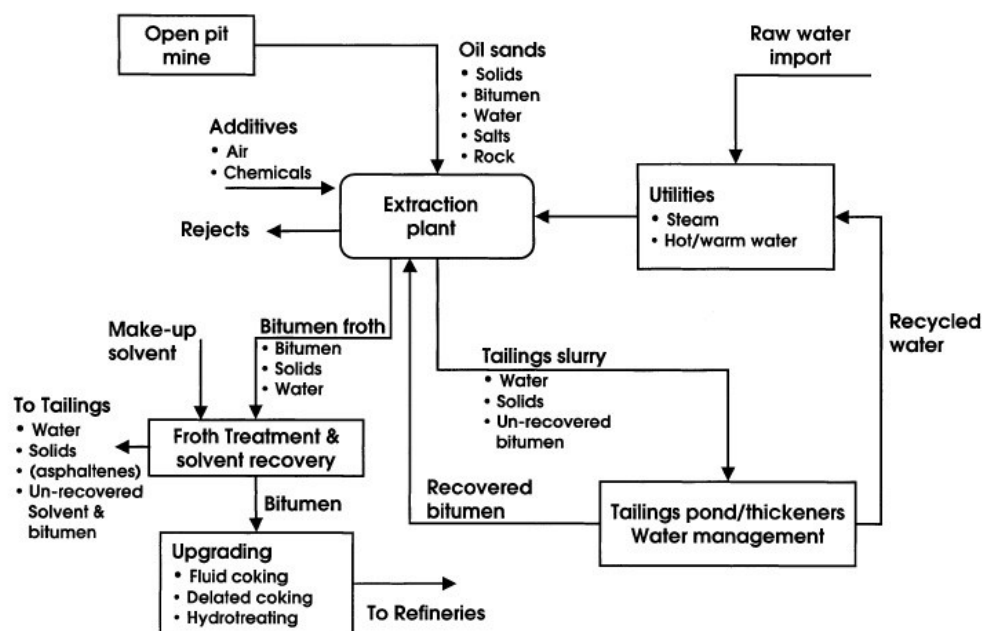 Open pit
mine
Oil sands
• Solids
• Bitumen
• Water
• Salts
• Rock
Raw water
import
Additives
• Air
• Chemicals
Extraction
plant
Utilities
• Steam
• Hot/warm water
Rejects
Make-up
solvent
Bitumen froth
• Bitumen
• Solids
• Water
Tailings slurry
• Water
• Solids
• Un-recovered
bitumen
Recycled
water
To Tailings
• Water
• Solids
• (asphaltenes)
• Un-recovered
Solvent &
bitumen
Froth Treatment &
solvent recovery
Bitumen
Recovered
bitumen
Tailings pond/thickeners
Water management
Upgrading
• Fluid coking
• Delated coking
• Hydrotreating
To Refineries